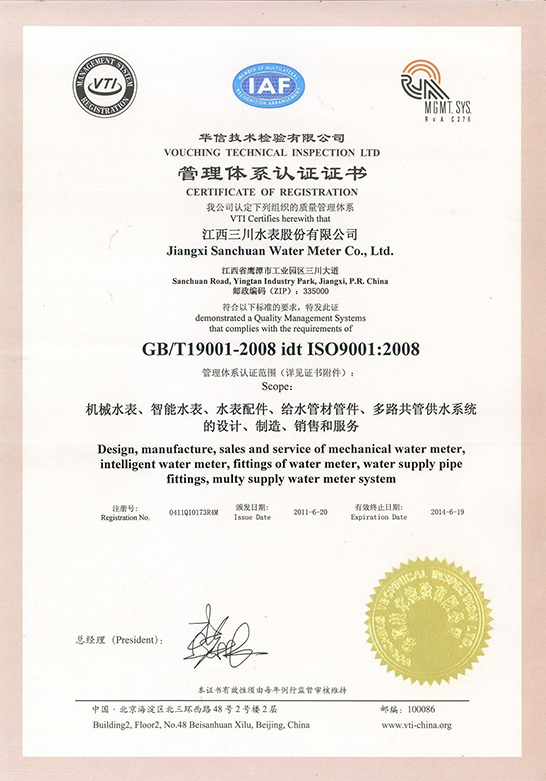 MANAGEMENT SYSTEM
VTI
REGISTRATION
MEMBER OF MULTILATERAL
IAF
RECOGNITION ARRANGEMENT
RvA
MGMT. SYS.
RvA C276
华信技术检验有限公司
VOUCHING TECHNICAL INSPECTION LTD
管理体系认证证书
CERTIFICATE OF REGISTRATION
我公司认定下列组织的质量管理体系
VTI Certifies herewith that
江西三川水表股份有限公司
Jiangxi Sanchuan Water Meter Co., Ltd.
江西省鹰潭市工业园区三川大道
Sanchuan Road, Yingtan Industry Park, Jiangxi, P.R. China
邮政编码（ZIP）: 335000
符合以下标准的要求，特发此证
demonstrated a Quality Management Systems
that complies with the requirements of
GB/T19001-2008 idt ISO9001:2008
管理体系认证范围（详见证书附件）:
Scope:
机械水表、智能水表、水表配件、给水管材管件、多路共管供水系统
的设计、制造、销售和服务
Design, manufacture, sales and service of mechanical water meter,
intelligent water meter, fittings of water meter, water supply pipe
fittings, multy supply water meter system
注册号: 0411Q10173R4M 颁发日期: 2011-6-20 有效终止日期: 2014-6-19
Registration No. Issue Date Expiration Date
总经理（President）:
本证书有效性须由每年例行监督审核维持
中国·北京海淀区北三环西路48号2号楼2层 邮编: 100086
Building2, Floor2, No.48 Beisanhuan Xilu, Beijing, China www.vti-china.org